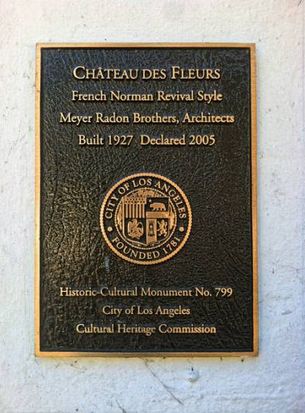 CHÂTEAU DES FLEURS
French Norman Revival Style
Meyer Radon Brothers, Architects
Built 1927 Declared 2005
CITY OF LOS ANGELES
FOUNDED 1781
Historic-Cultural Monument No. 799
City of Los Angeles
Cultural Heritage Commission